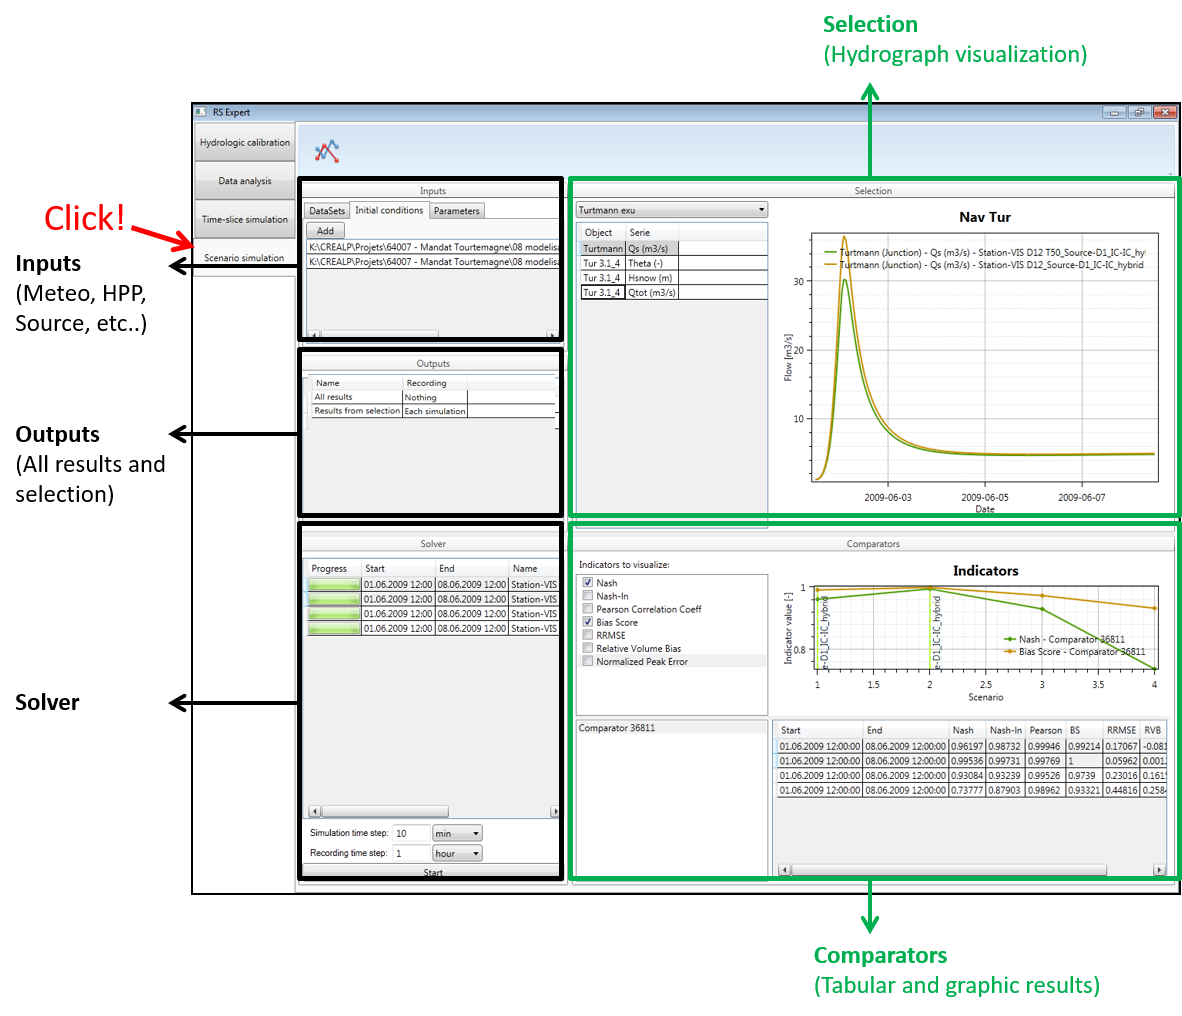 Selection
(Hydrograph visualization)
RS Expert
Hydrologic calibration
Data analysis
Time-slice simulation
Scenario simulation
Click!
Inputs
(Meteo, HPP,
Source, etc..)
Outputs
(All results and
selection)
Solver
Inputs
DataSets Initial conditions Parameters
Add
K:\CREALP\Projets\64007 - Mandat Tourtemagne\08 modelisa
K:\CREALP\Projets\64007 - Mandat Tourtemagne\08 modelisa
Outputs
Name Recording
All results Nothing
Results from selection Each simulation
Solver
Progress Start End Name
01.06.2009 12:00 08.06.2009 12:00 Station-VIS
01.06.2009 12:00 08.06.2009 12:00 Station-VIS
01.06.2009 12:00 08.06.2009 12:00 Station-VIS
01.06.2009 12:00 08.06.2009 12:00 Station-VIS
Simulation time step: 10 min
Recording time step: 1 hour
Start
Selection
Turtmann exu
Object Serie
Turtmann Qs (m3/s)
Tur 3.1_4 Theta (-)
Tur 3.1_4 Hsnow (m)
Tur 3.1_4 Qtot (m3/s)
Nav Tur
Turtmann (Junction) - Qs (m3/s) - Station-VIS D12 T50_Source-D1_IC-IC_hy
Turtmann (Junction) - Qs (m3/s) - Station-VIS D12_Source-D1_IC-IC_hybrid
30
20
10
Flow [m3/s]
2009-06-03 2009-06-05 2009-06-07
Date
Comparators
Indicators to visualize:
Nash
Nash-In
Pearson Correlation Coeff
Bias Score
RRMSE
Relative Volume Bias
Normalized Peak Error
Comparator 36811
Indicators
1
0.8
Indicator value [-]
e-D1_IC-IC_hybrid
e-D1_IC-IC_hybrid
Nash - Comparator 36811
Bias Score - Comparator 36811
1 1.5 2 2.5 3 3.5 4
Scenario
Start End Nash Nash-In Pearson BS RRMSE RVB
01.06.2009 12:00:00 08.06.2009 12:00:00 0.96197 0.98732 0.99946 0.99214 0.17067 -0.081
01.06.2009 12:00:00 08.06.2009 12:00:00 0.99536 0.99731 0.99769 1 0.05962 0.001
01.06.2009 12:00:00 08.06.2009 12:00:00 0.93084 0.93239 0.99526 0.9739 0.23016 0.161
01.06.2009 12:00:00 08.06.2009 12:00:00 0.73777 0.87903 0.98962 0.93321 0.44816 0.258
Comparators
(Tabular and graphic results)